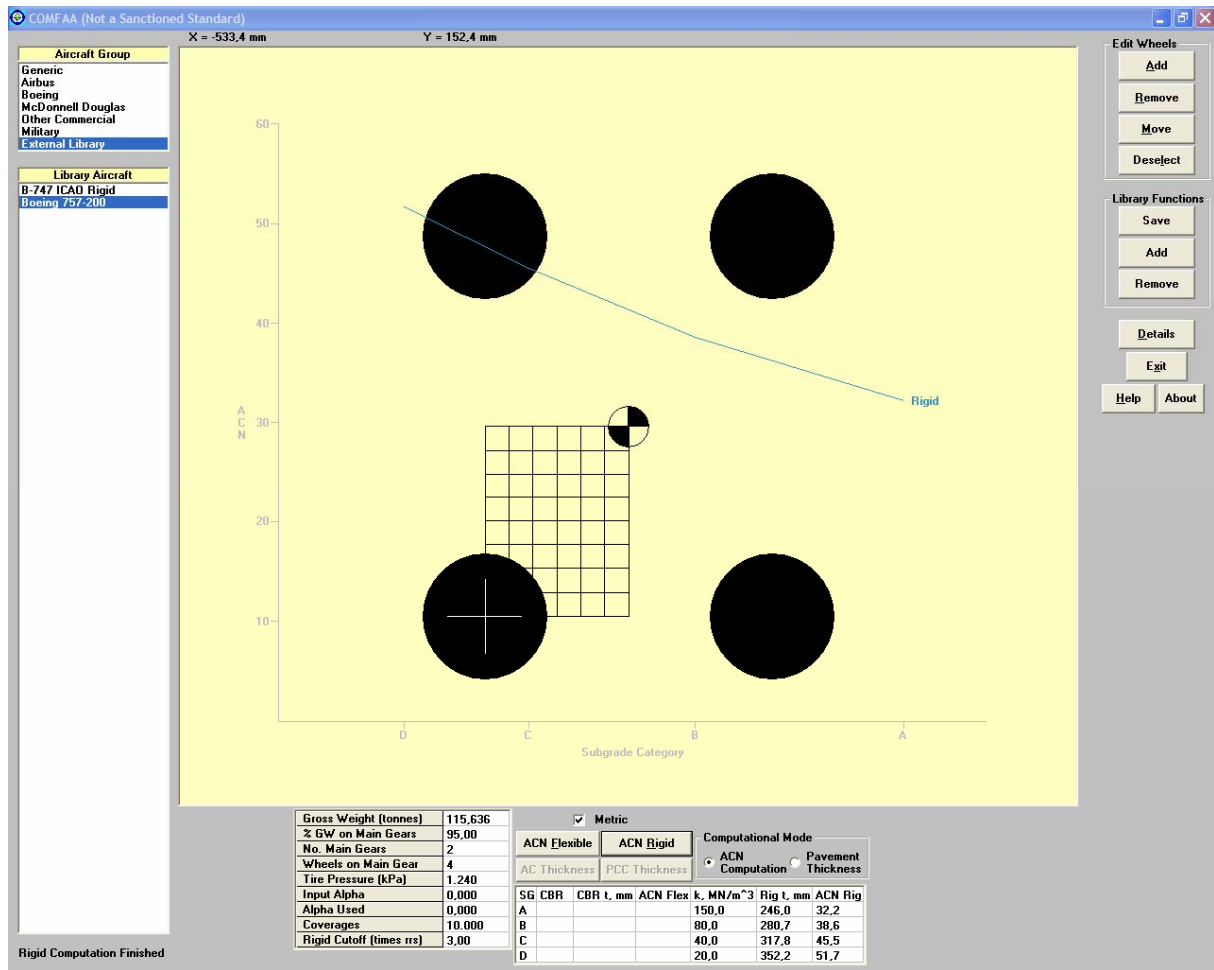 COMFAA (Not a Sanctioned Standard)
X = -533,4 mm Y = 152,4 mm
Aircraft Group
Generic
Airbus
Boeing
McDonnell Douglas
Other Commercial
Military
External Library
Library Aircraft
B-747 ICAO Rigid
Boeing 757-200
Rigid Computation Finished
60
50
40
30
20
10
ACN
Rigid
D C B A
Subgrade Category
Edit Wheels
Add
Remove
Move
Deselect
Library Functions
Save
Add
Remove
Details
Exit
Help About
Gross Weight (tonnes) 115,636
% GW on Main Gears 95,00
No. Main Gears 2
Wheels on Main Gear 4
Tire Pressure (kPa) 1.240
Input Alpha 0,000
Alpha Used 0,000
Coverages 10.000
Rigid Cutoff (times rrs) 3,00
Metric
ACN Flexible ACN Rigid
AC Thickness PCC Thickness
Computational Mode
ACN Computation
Pavement Thickness
SG CBR CBR t, mm ACN Flex k, MN/m^3 Rig t, mm ACN Rig
A 150,0 246,0 32,2
B 80,0 280,7 38,6
C 40,0 317,8 45,5
D 20,0 352,2 51,7